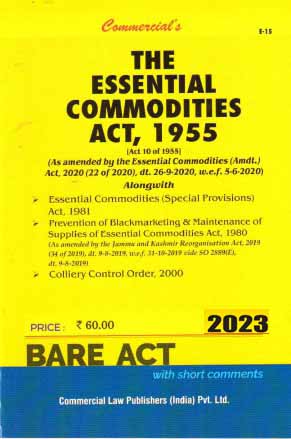 Commercial's
E-15
THE
ESSENTIAL
COMMODITIES
ACT, 1955
[Act 10 of 1955]
(As amended by the Essential Commodities (Amdt.)
Act, 2020 (22 of 2020), dt. 26-9-2020, w.e.f. 5-6-2020)
Alongwith
➤ Essential Commodities (Special Provisions)
Act, 1981
➤ Prevention of Blackmarketing & Maintenance of
Supplies of Essential Commodities Act, 1980
(As amended by the Jammu and Kashmir Reorganisation Act, 2019
(34 of 2019), dt. 9-8-2019, w.e.f. 31-10-2019 vide SO 2889(E),
dt. 9-8-2019)
➤ Colliery Control Order, 2000
PRICE : ₹ 60.00
2023
BARE ACT
with short comments
Commercial Law Publishers (India) Pvt. Ltd.